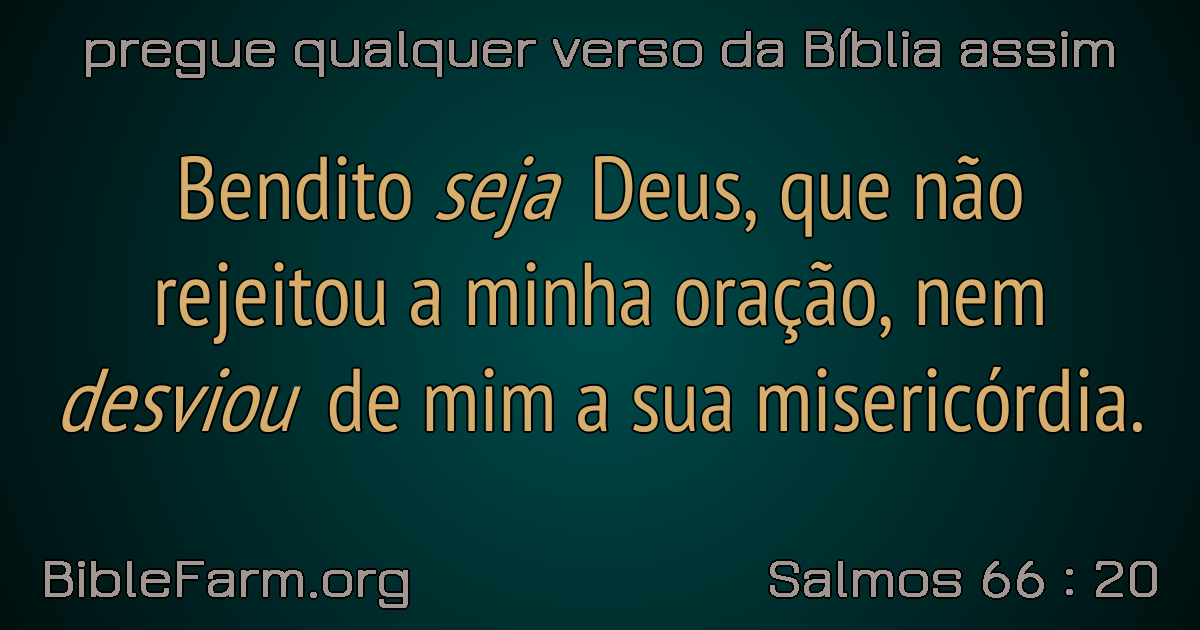 pregue qualquer verso da Bíblia assim
Bendito seja Deus, que não
rejeitou a minha oração, nem
desviou de mim a sua misericórdia.
BibleFarm.org
Salmos 66 : 20